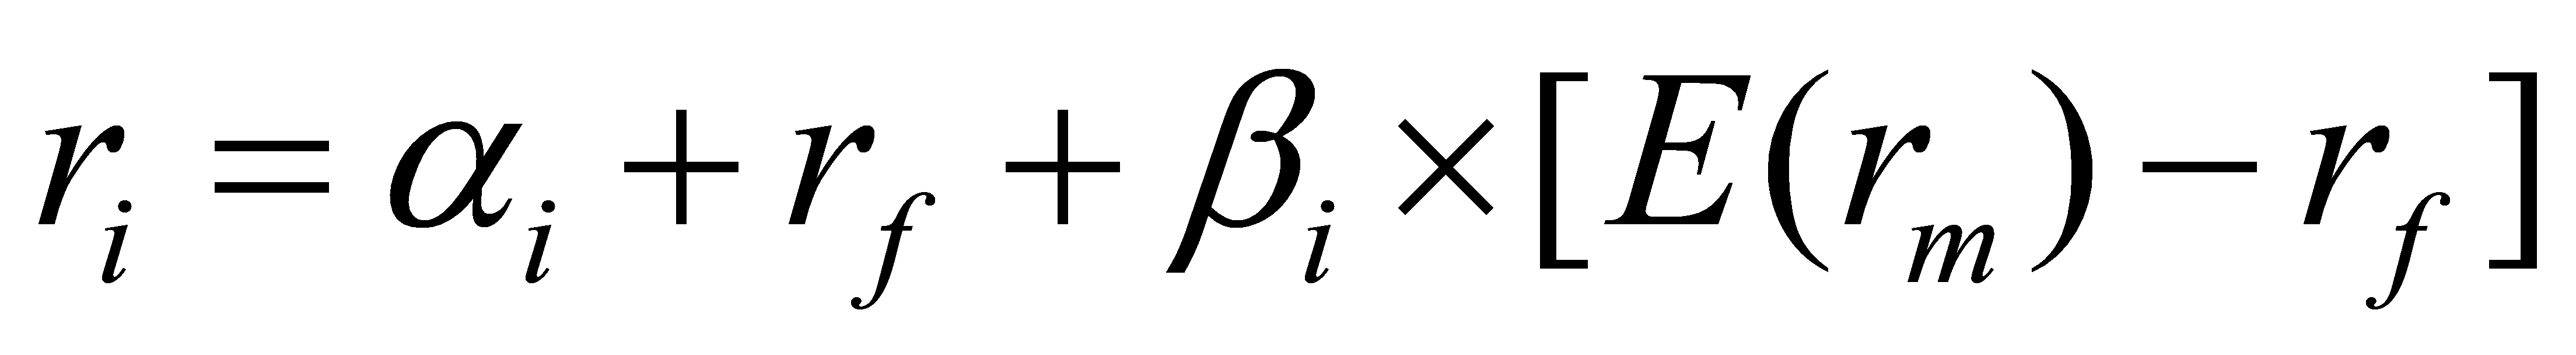 r_i = α_i + r_f + β_i × [E(r_m) − r_f]